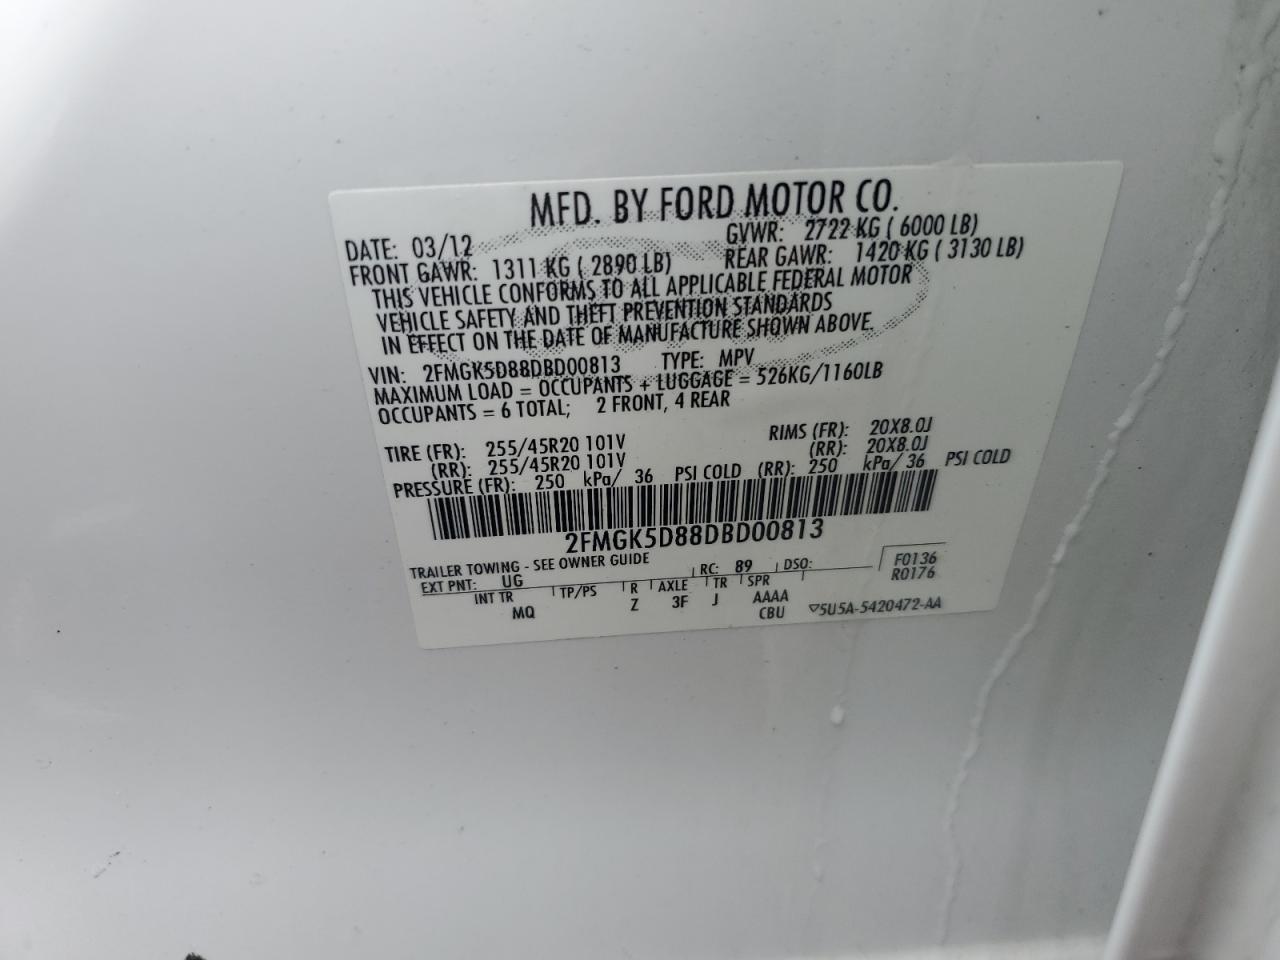 MFD. BY FORD MOTOR CO.
DATE: 03/12 GVWR: 2722 KG ( 6000 LB)
FRONT GAWR: 1311 KG ( 2890 LB) REAR GAWR: 1420 KG ( 3130 LB)
THIS VEHICLE CONFORMS TO ALL APPLICABLE FEDERAL MOTOR
VEHICLE SAFETY AND THEFT PREVENTION STANDARDS
IN EFFECT ON THE DATE OF MANUFACTURE SHOWN ABOVE.
VIN: 2FMGK5D88DBD00813 TYPE: MPV
MAXIMUM LOAD = OCCUPANTS + LUGGAGE = 526KG/1160LB
OCCUPANTS = 6 TOTAL; 2 FRONT, 4 REAR
TIRE (FR): 255/45R20 101V RIMS (FR): 20X8.0J
(RR): 255/45R20 101V (RR): 20X8.0J
PRESSURE (FR): 250 kPa/ 36 PSI COLD (RR): 250 kPa/ 36 PSI COLD
2FMGK5D88DBD00813
TRAILER TOWING - SEE OWNER GUIDE
EXT PNT: UG RC: 89 DSO: F0136
R0176
INT TR TP/PS R AXLE TR SPR
MQ Z 3F J AAAA
CBU ▽5U5A-5420472-AA